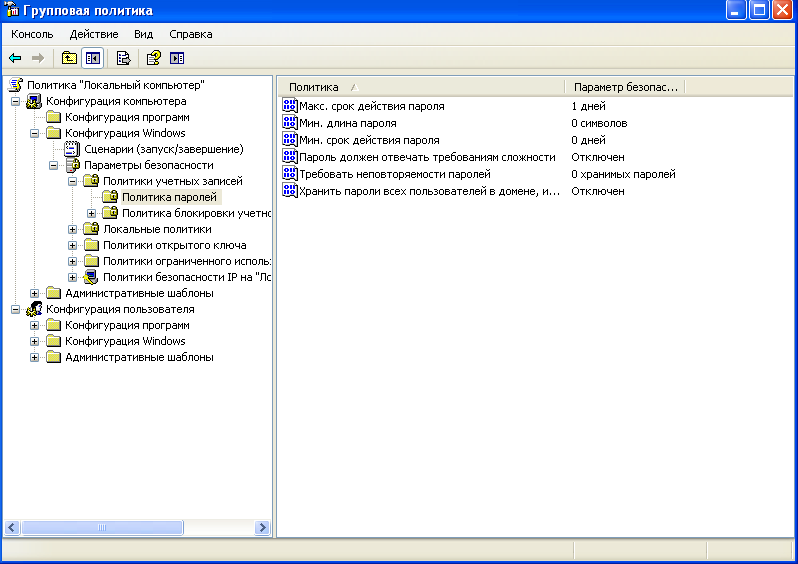 Групповая политика
Консоль Действие Вид Справка
Политика "Локальный компьютер"
Конфигурация компьютера
Конфигурация программ
Конфигурация Windows
Сценарии (запуск/завершение)
Параметры безопасности
Политики учетных записей
Политика паролей
Политика блокировки учетно
Локальные политики
Политики открытого ключа
Политики ограниченного исполь
Политики безопасности IP на "Ло
Административные шаблоны
Конфигурация пользователя
Конфигурация программ
Конфигурация Windows
Административные шаблоны
Политика Параметр безопас...
Макс. срок действия пароля 1 дней
Мин. длина пароля 0 символов
Мин. срок действия пароля 0 дней
Пароль должен отвечать требованиям сложности Отключен
Требовать неповторяемости паролей 0 хранимых паролей
Хранить пароли всех пользователей в домене, и... Отключен